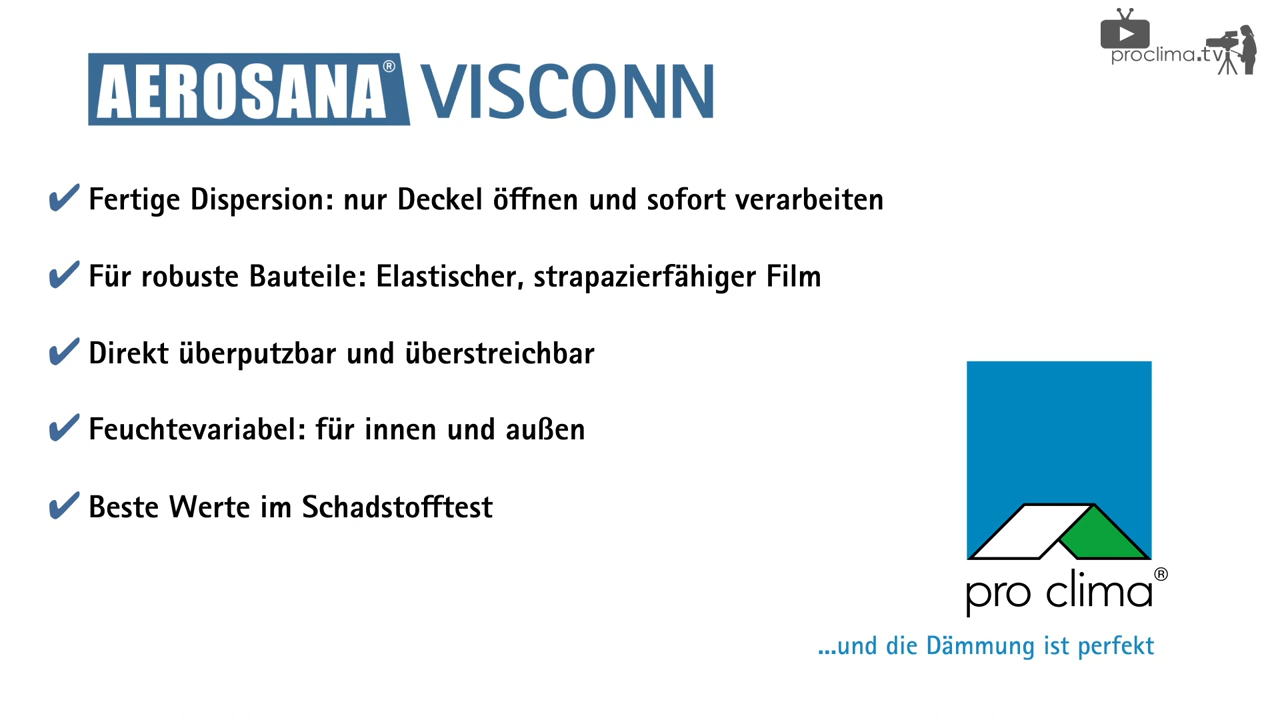 proclima.tv
AEROSANA® VISCONN
✔ Fertige Dispersion: nur Deckel öffnen und sofort verarbeiten
✔ Für robuste Bauteile: Elastischer, strapazierfähiger Film
✔ Direkt überputzbar und überstreichbar
✔ Feuchtevariabel: für innen und außen
✔ Beste Werte im Schadstofftest
pro clima®
...und die Dämmung ist perfekt